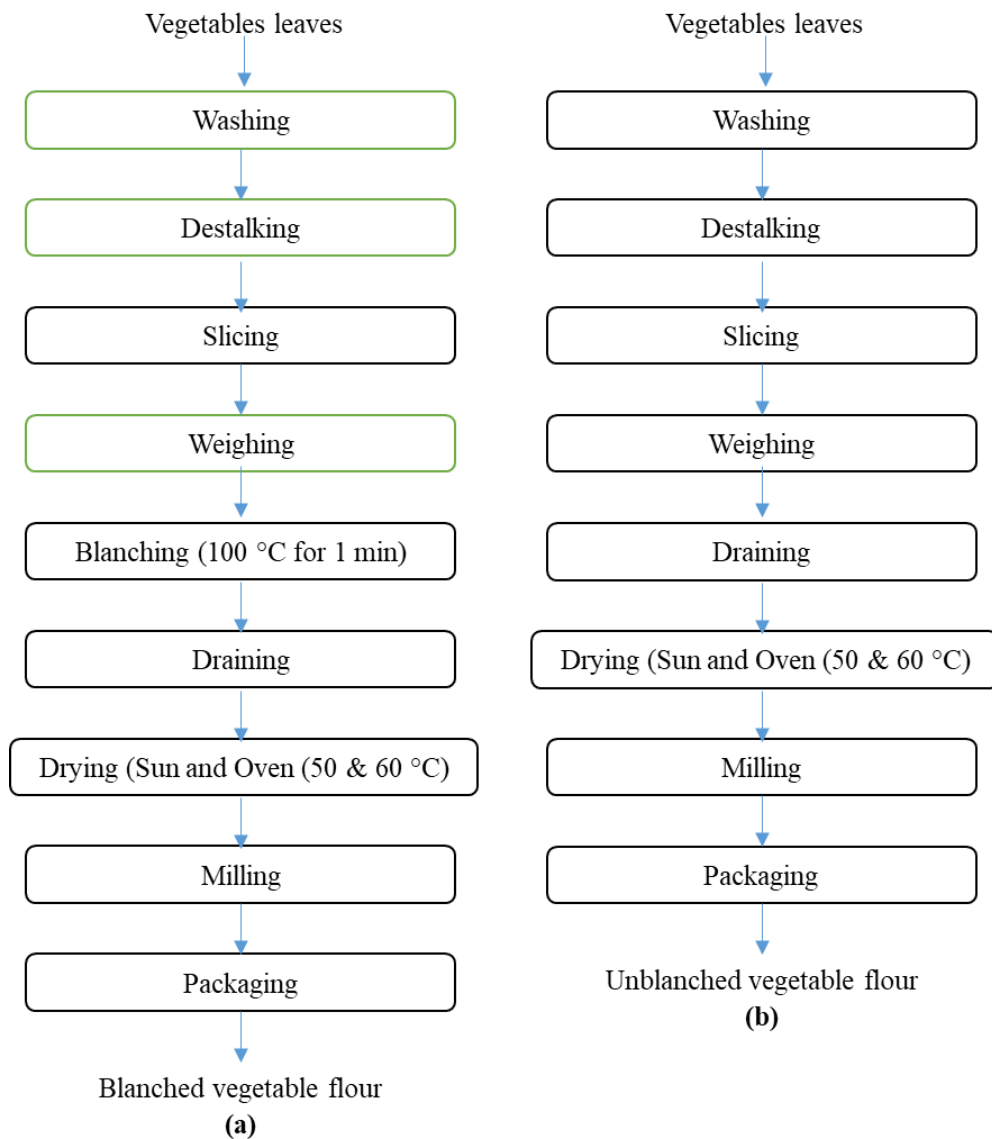 Vegetables leaves
Washing
Destalking
Slicing
Weighing
Blanching (100 °C for 1 min)
Draining
Drying (Sun and Oven (50 & 60 °C)
Milling
Packaging
Blanched vegetable flour
(a)
Vegetables leaves
Washing
Destalking
Slicing
Weighing
Draining
Drying (Sun and Oven (50 & 60 °C)
Milling
Packaging
Unblanched vegetable flour
(b)